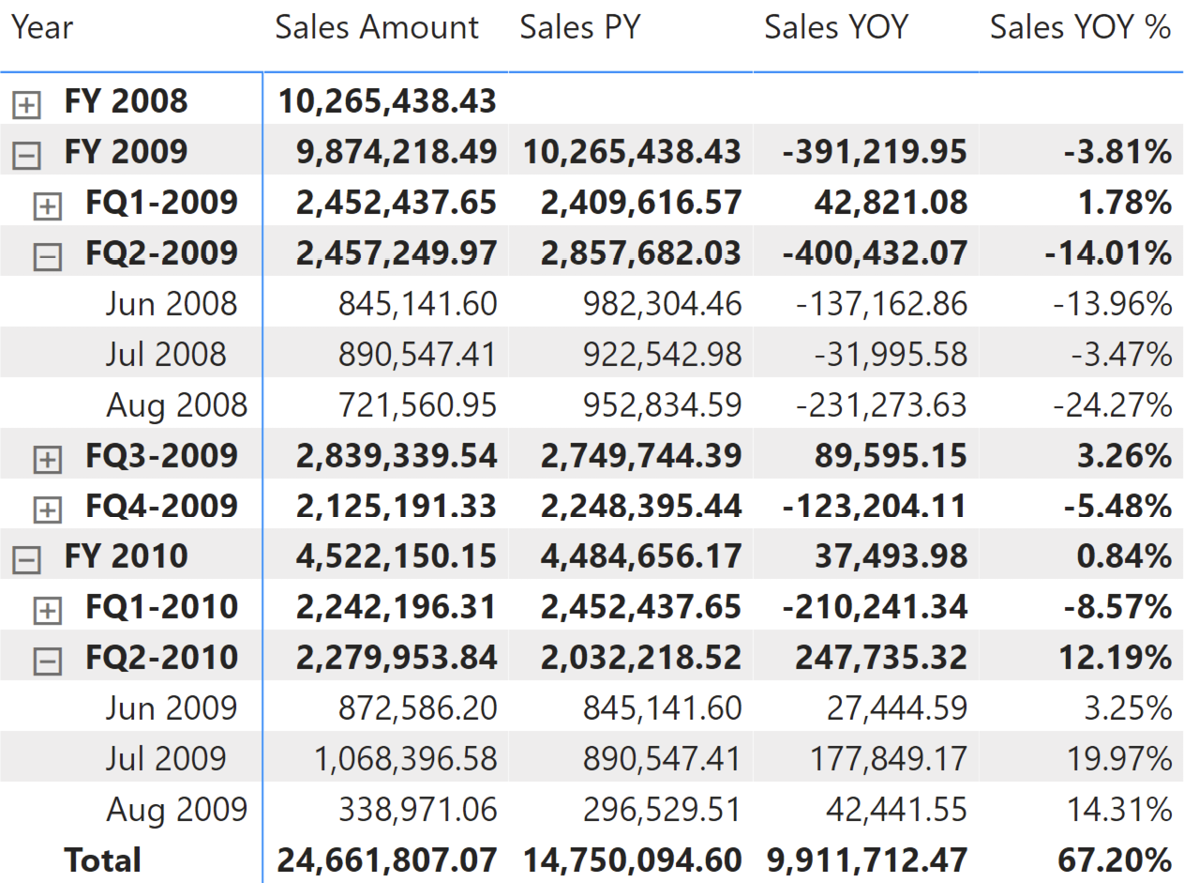 Year Sales Amount Sales PY Sales YOY Sales YOY %
FY 2008 10,265,438.43
FY 2009 9,874,218.49 10,265,438.43 -391,219.95 -3.81%
FQ1-2009 2,452,437.65 2,409,616.57 42,821.08 1.78%
FQ2-2009 2,457,249.97 2,857,682.03 -400,432.07 -14.01%
Jun 2008 845,141.60 982,304.46 -137,162.86 -13.96%
Jul 2008 890,547.41 922,542.98 -31,995.58 -3.47%
Aug 2008 721,560.95 952,834.59 -231,273.63 -24.27%
FQ3-2009 2,839,339.54 2,749,744.39 89,595.15 3.26%
FQ4-2009 2,125,191.33 2,248,395.44 -123,204.11 -5.48%
FY 2010 4,522,150.15 4,484,656.17 37,493.98 0.84%
FQ1-2010 2,242,196.31 2,452,437.65 -210,241.34 -8.57%
FQ2-2010 2,279,953.84 2,032,218.52 247,735.32 12.19%
Jun 2009 872,586.20 845,141.60 27,444.59 3.25%
Jul 2009 1,068,396.58 890,547.41 177,849.17 19.97%
Aug 2009 338,971.06 296,529.51 42,441.55 14.31%
Total 24,661,807.07 14,750,094.60 9,911,712.47 67.20%